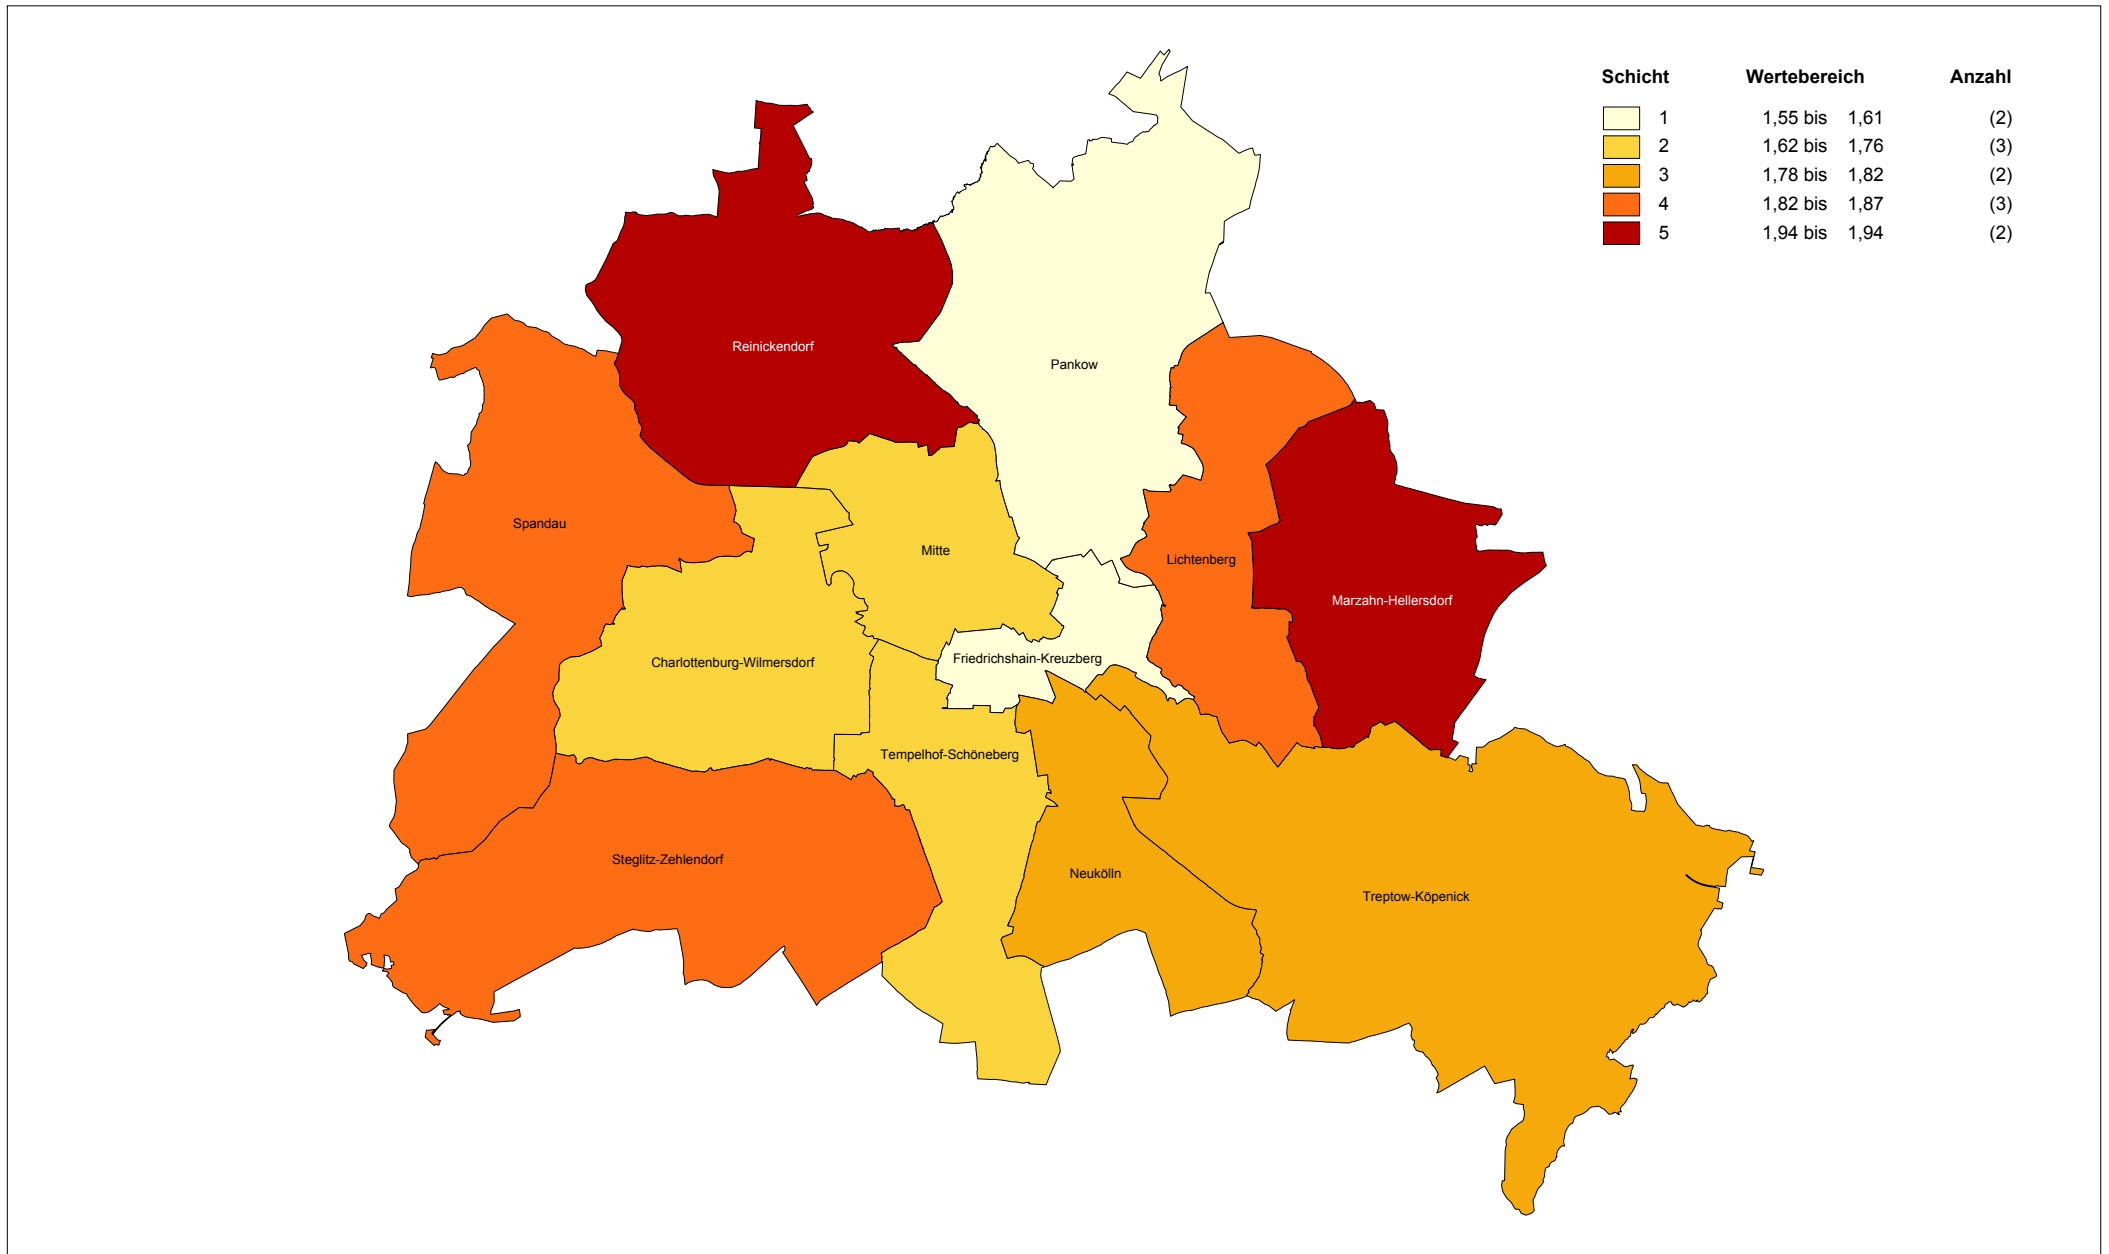 Schicht Wertebereich Anzahl
1 1,55 bis 1,61 (2)
2 1,62 bis 1,76 (3)
3 1,78 bis 1,82 (2)
4 1,82 bis 1,87 (3)
5 1,94 bis 1,94 (2)
Reinickendorf
Pankow
Spandau
Mitte
Lichtenberg
Marzahn-Hellersdorf
Charlottenburg-Wilmersdorf
Friedrichshain-Kreuzberg
Tempelhof-Schöneberg
Steglitz-Zehlendorf
Neukölln
Treptow-Köpenick